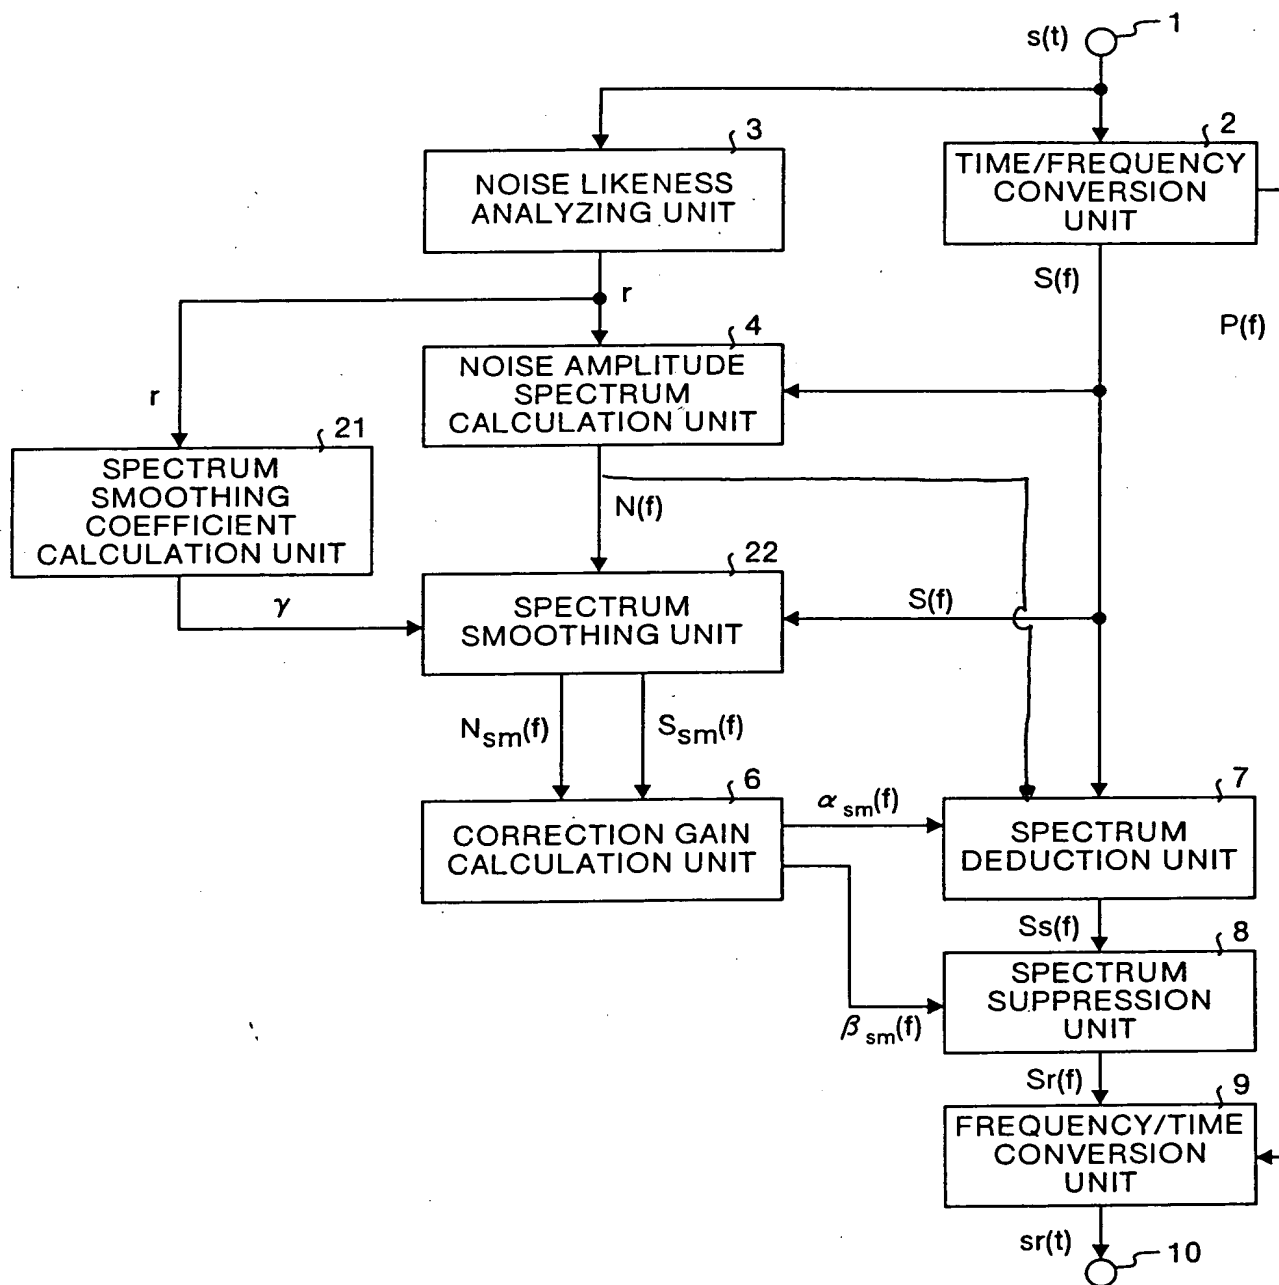 s(t)
1
3
NOISE LIKENESS
ANALYZING UNIT
2
TIME/FREQUENCY
CONVERSION
UNIT
S(f)
P(f)
r
r
4
NOISE AMPLITUDE
SPECTRUM
CALCULATION UNIT
21
SPECTRUM
SMOOTHING
COEFFICIENT
CALCULATION UNIT
N(f)
γ
22
SPECTRUM
SMOOTHING UNIT
S(f)
Nsm(f)
Ssm(f)
6
CORRECTION GAIN
CALCULATION UNIT
αsm(f)
7
SPECTRUM
DEDUCTION UNIT
Ss(f)
8
SPECTRUM
SUPPRESSION
UNIT
βsm(f)
Sr(f)
9
FREQUENCY/TIME
CONVERSION
UNIT
sr(t)
10